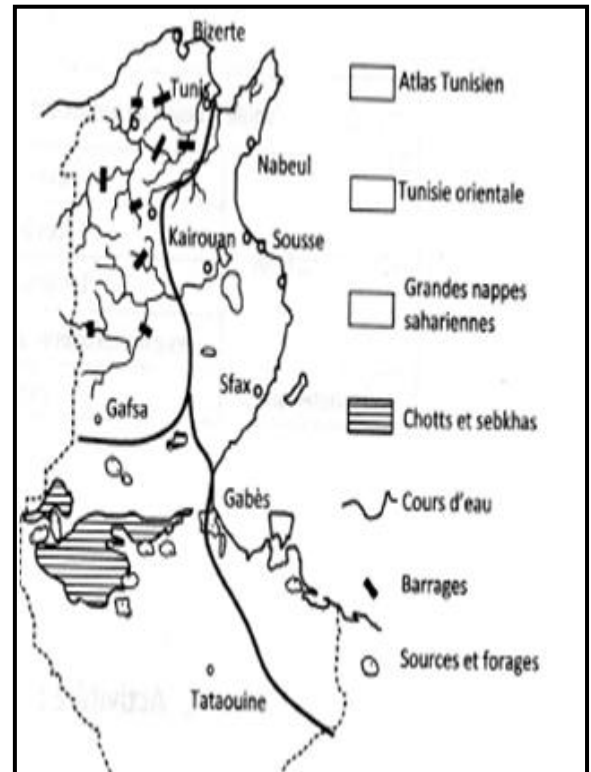 Bizerte
Tunis
Nabeul
Kairouan
Sousse
Sfax
Gafsa
Gabès
Tataouine
Atlas Tunisien
Tunisie orientale
Grandes nappes
sahariennes
Chotts et sebkhas
Cours d'eau
Barrages
Sources et forages